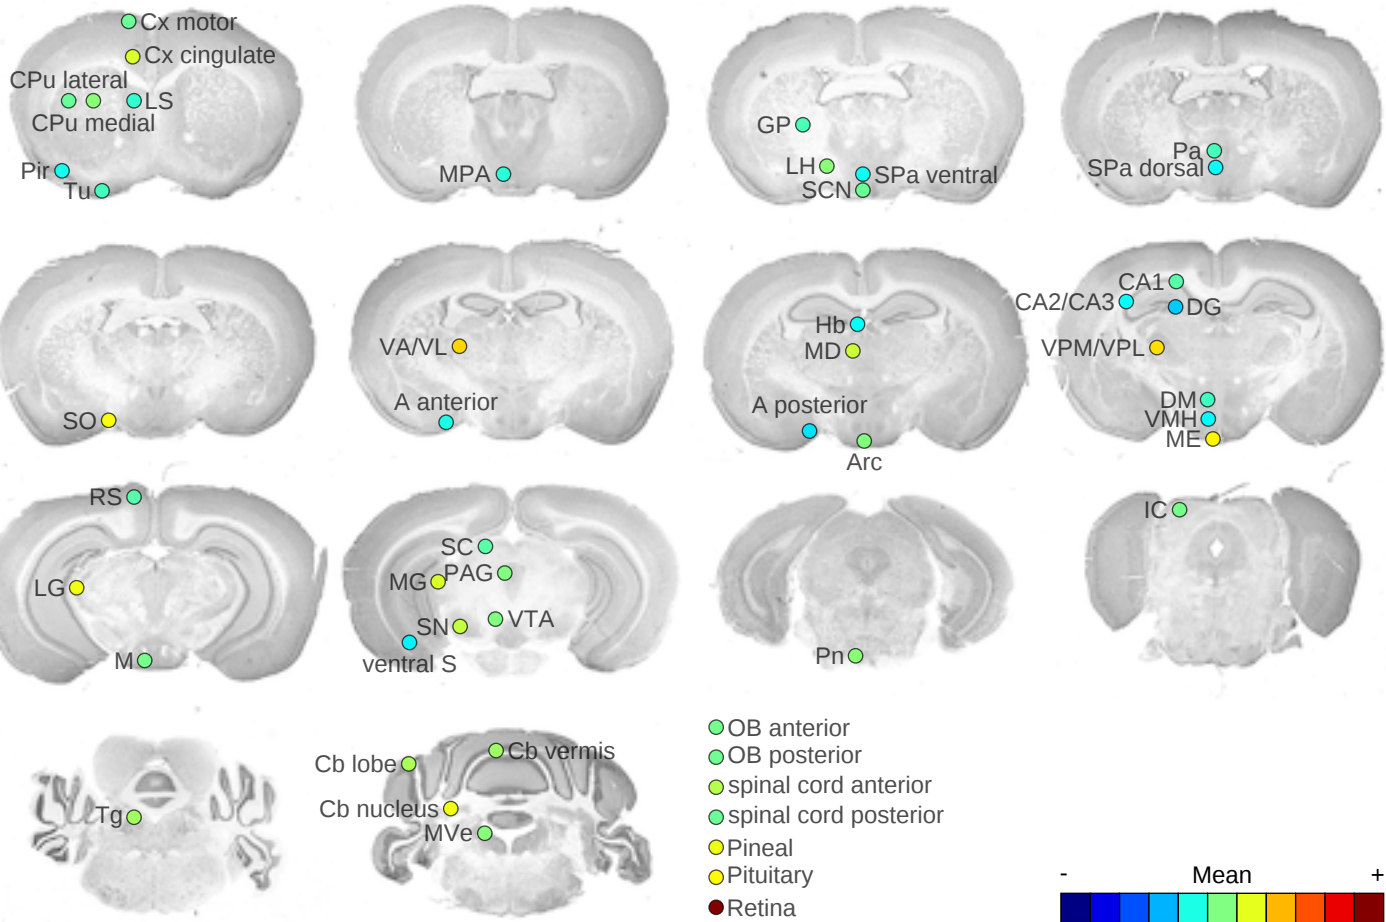 Cx motor
Cx cingulate
CPu lateral
LS
CPu medial
Pir
Tu
MPA
GP
LH
SPa ventral
SCN
Pa
SPa dorsal
SO
VA/VL
A anterior
Hb
MD
A posterior
Arc
CA1
CA2/CA3
DG
VPM/VPL
DM
VMH
ME
RS
LG
M
SC
PAG
MG
SN
VTA
ventral S
Pn
IC
Tg
Cb lobe
Cb vermis
Cb nucleus
MVe
OB anterior
OB posterior
spinal cord anterior
spinal cord posterior
Pineal
Pituitary
Retina
- Mean +